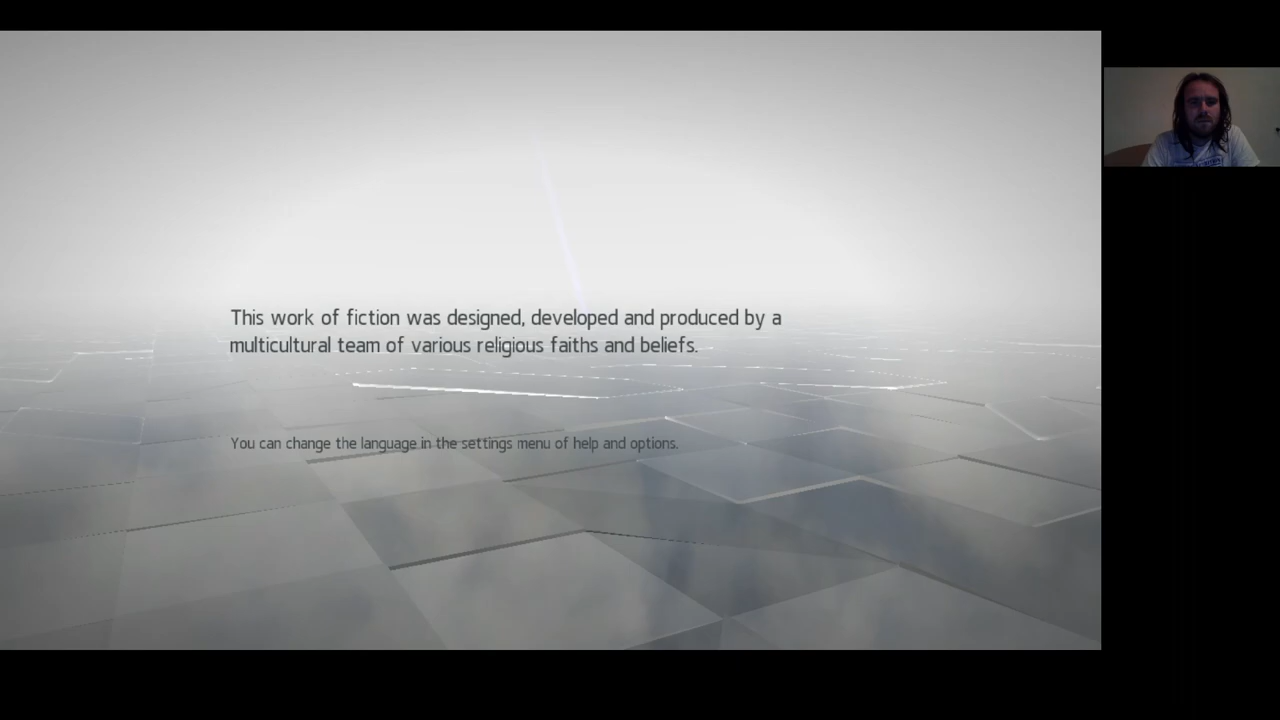 This work of fiction was designed, developed and produced by a
multicultural team of various religious faiths and beliefs.
You can change the language in the settings menu of help and options.